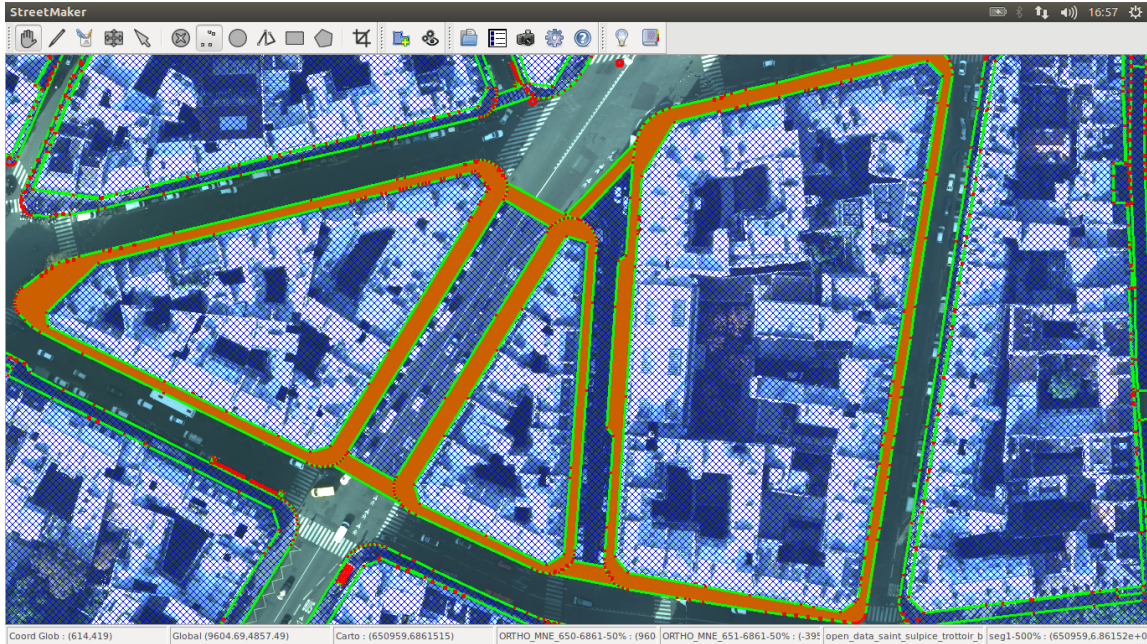 StreetMaker
16:57
Coord Glob : (614,419)
Global (9604.69,4857.49)
Carto : (650959,6861515)
ORTHO_MNE_650-6861-50% : (960
ORTHO_MNE_651-6861-50% : (-395
open_data_saint_sulpice_trottoir_b
seg1-500% : (650959,6.86152e+0